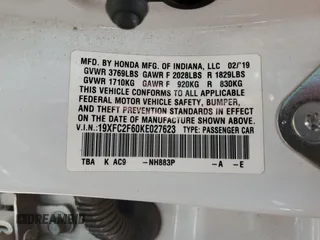 MFD. BY HONDA MFG. OF INDIANA, LLC 02/'19
GVWR 3769LBS GAWR F 2028LBS R 1829LBS
GVWR 1710KG GAWR F 920KG R 830KG
THIS VEHICLE CONFORMS TO ALL APPLICABLE
FEDERAL MOTOR VEHICLE SAFETY, BUMPER,
AND THEFT PREVENTION STANDARDS IN EFFECT
ON THE DATE OF MANUFACTURE SHOWN ABOVE.
V.I.N.: 19XFC2F60KE027623 TYPE: PASSENGER CAR
TBA K AC9 -NH883P -A -E
IDREAMBID